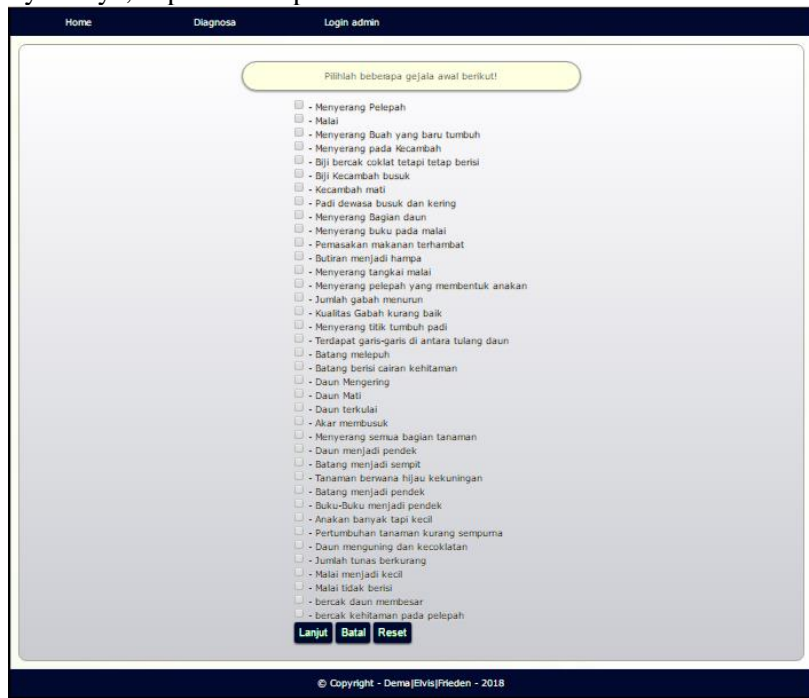 Home Diagnosa Login admin
Pilihlah beberapa gejala awal berikut!
- Menyerang Pelepah
- Malai
- Menyerang Buah yang baru tumbuh
- Menyerang pada Kecambah
- Biji bercak coklat tetapi tetap berisi
- Biji Kecambah busuk
- Kecambah mati
- Padi dewasa busuk dan kering
- Menyerang Bagian daun
- Menyerang buku pada malai
- Pemasakan makanan terhambat
- Butiran menjadi hampa
- Menyerang tangkai malai
- Menyerang pelepah yang membentuk anakan
- Jumlah gabah menurun
- Kualitas Gabah kurang baik
- Menyerang titik tumbuh padi
- Terdapat garis-garis di antara tulang daun
- Batang melepuh
- Batang berisi cairan kehitaman
- Daun Mengering
- Daun Mati
- Daun terkulai
- Akar membusuk
- Menyerang semua bagian tanaman
- Daun menjadi pendek
- Batang menjadi sempit
- Tanaman berwana hijau kekuningan
- Batang menjadi pendek
- Buku-Buku menjadi pendek
- Anakan banyak tapi kecil
- Pertumbuhan tanaman kurang sempurna
- Daun menguning dan kecoklatan
- Jumlah tunas berkurang
- Malai menjadi kecil
- Malai tidak berisi
- bercak daun membesar
- bercak kehitaman pada pelepah
Lanjut Batal Reset
© Copyright - Dema|Elvis|Frieden - 2018